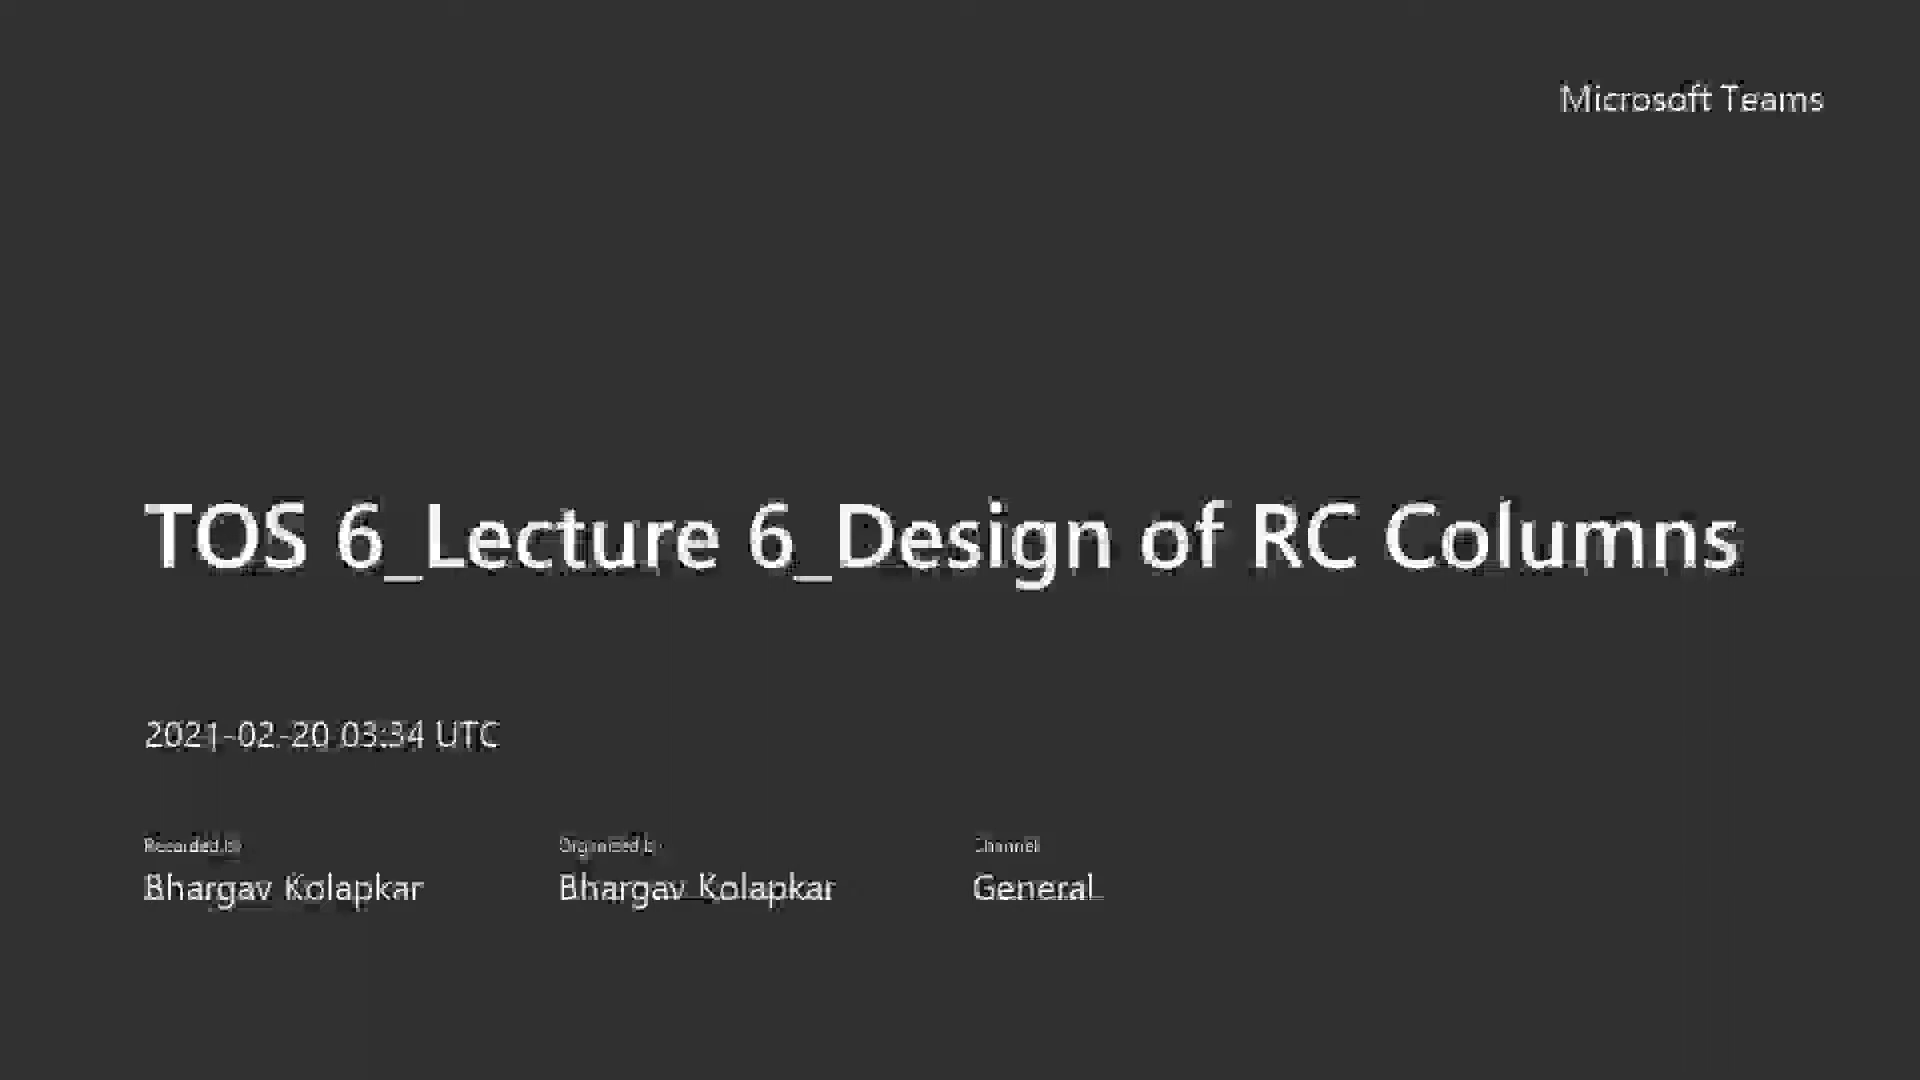 Microsoft Teams
TOS 6_Lecture 6_Design of RC Columns
2021-02-20 03:34 UTC
Recorded by
Organized by
Channel
Bhargav Kolapkar
Bhargav Kolapkar
General